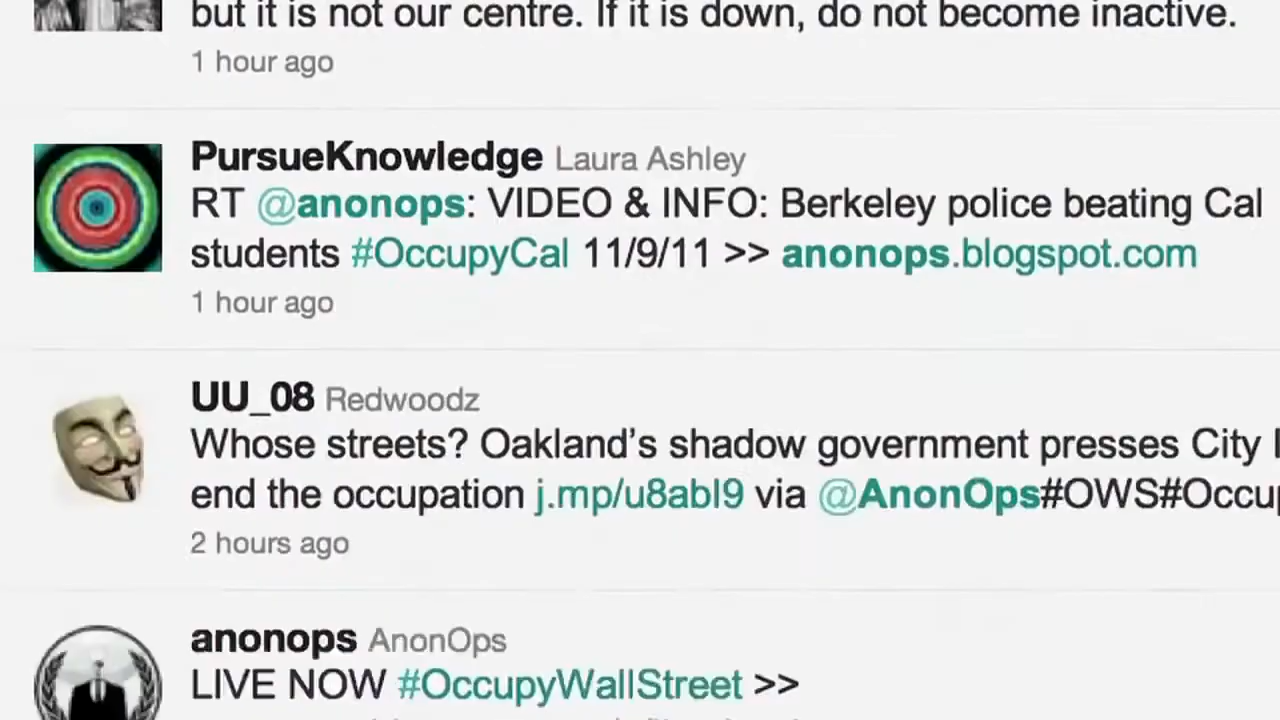 but it is not our centre. If it is down, do not become inactive.
1 hour ago
PursueKnowledge Laura Ashley
RT @anonops: VIDEO & INFO: Berkeley police beating Cal
students #OccupyCal 11/9/11 >> anonops.blogspot.com
1 hour ago
UU_08 Redwoodz
Whose streets? Oakland’s shadow government presses City
end the occupation j.mp/u8abI9 via @AnonOps#OWS#Occup
2 hours ago
anonops AnonOps
LIVE NOW #OccupyWallStreet >>